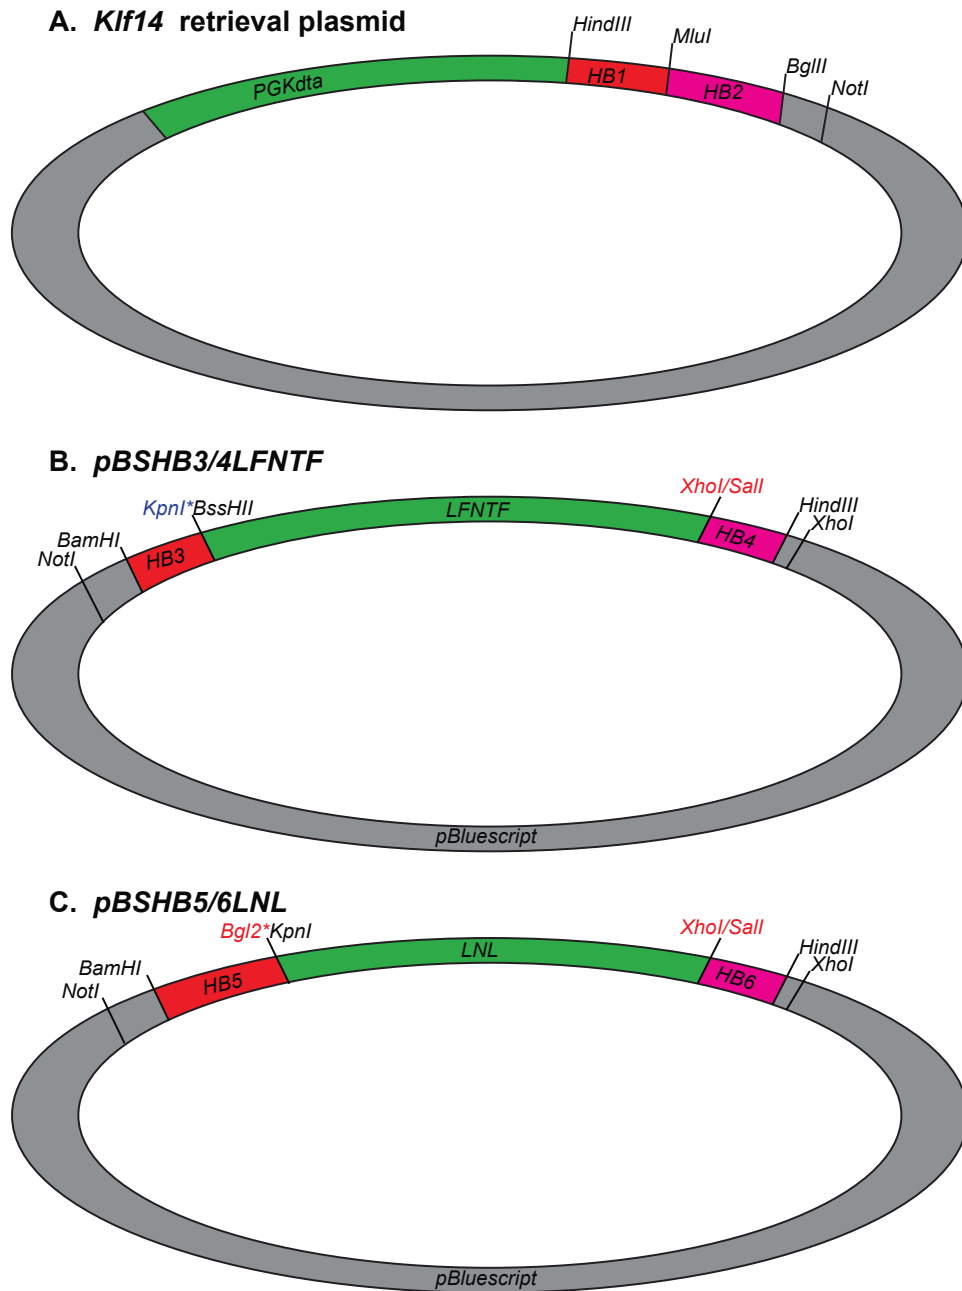 A. Klf14 retrieval plasmid
HindIII
MluI
BglII
NotI
PGKdta
HB1
HB2
B. pBSHB3/4LFNTF
KpnI*BssHII
XhoI/SalI
HindIII
XhoI
BamHI
NotI
HB3
LFNTF
HB4
pBluescript
C. pBSHB5/6LNL
Bgl2*KpnI
XhoI/SalI
HindIII
XhoI
BamHI
NotI
HB5
LNL
HB6
pBluescript